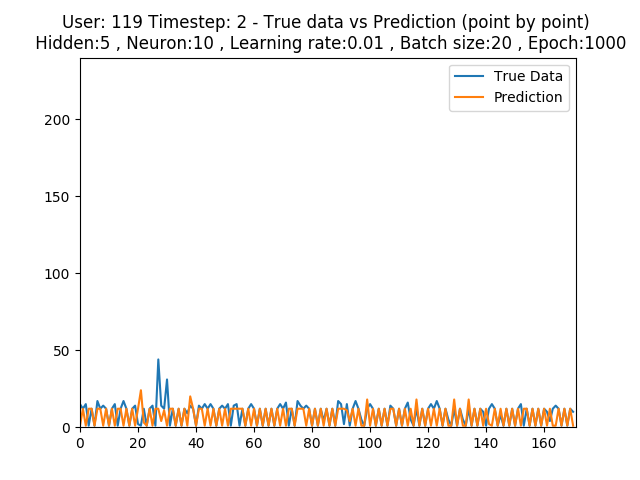 User: 119 Timestep: 2 - True data vs Prediction (point by point)
Hidden:5 , Neuron:10 , Learning rate:0.01 , Batch size:20 , Epoch:1000
True Data
Prediction
200
150
100
50
0
0 20 40 60 80 100 120 140 160